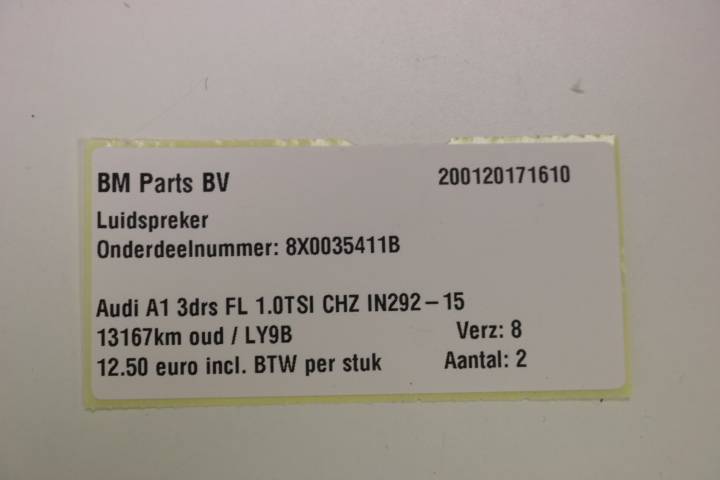 BM Parts BV 200120171610
Luidspreker
Onderdeelnummer: 8X0035411B
Audi A1 3drs FL 1.0TSI CHZ IN292-15
13167km oud / LY9B Verz: 8
12.50 euro incl. BTW per stuk Aantal: 2